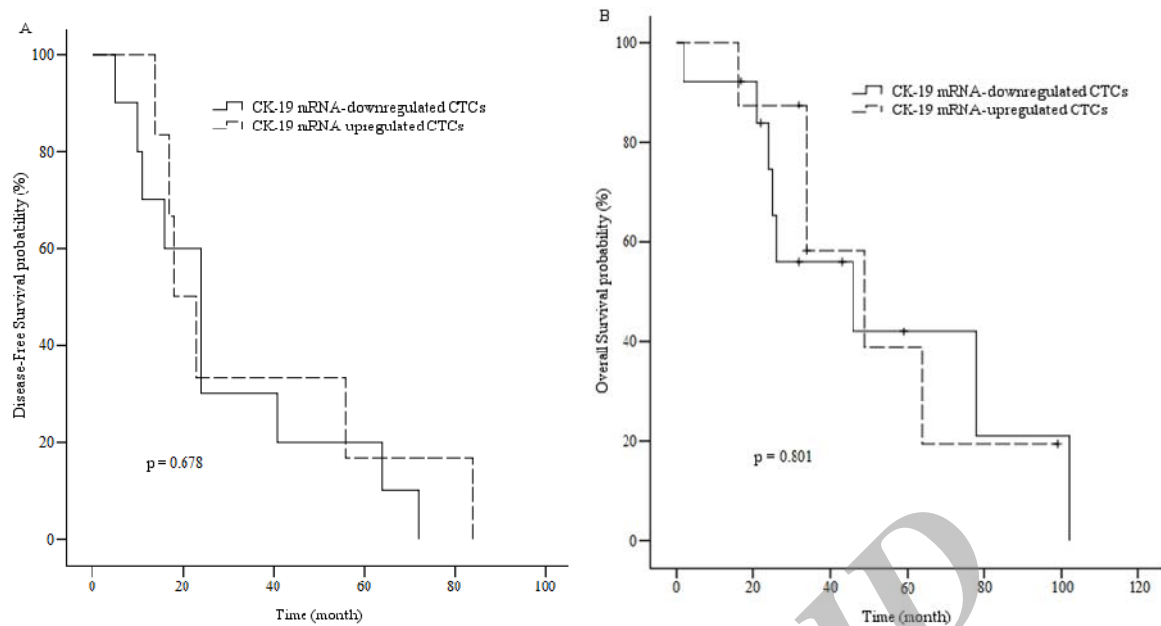 A
100
80
60
40
20
0
Disease-Free Survival probability (%)
CK-19 mRNA-downregulated CTCs
CK-19 mRNA upregulated CTCs
p = 0.678
0 20 40 60 80 100
Time (month)
B
100
80
60
40
20
0
Overall Survival probability (%)
CK-19 mRNA-downregulated CTCs
CK-19 mRNA-upregulated CTCs
p = 0.801
0 20 40 60 80 100 120
Time (month)